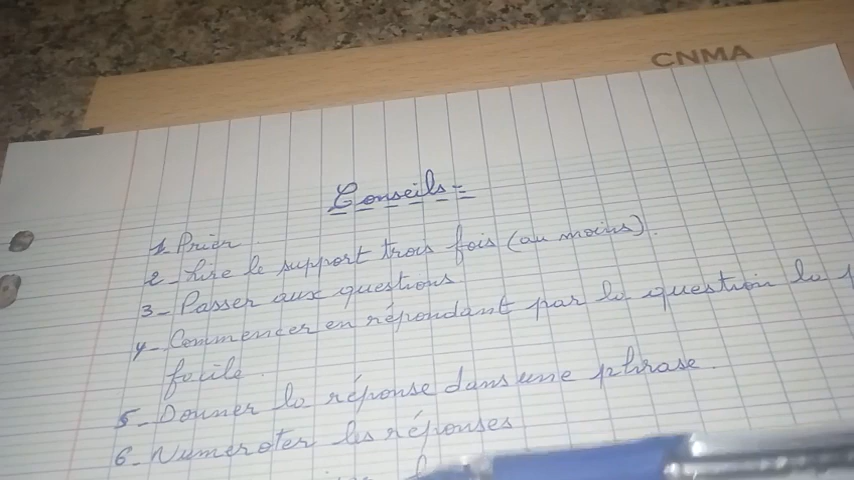 CNMA
Conseils:
1. Prier.
2- Lire le support trois fois (au moins).
3- Passer aux questions
4- Commencer en répondant par la question la
facile.
5- Donner la réponse dans une phrase.
6- Numeroter les réponses